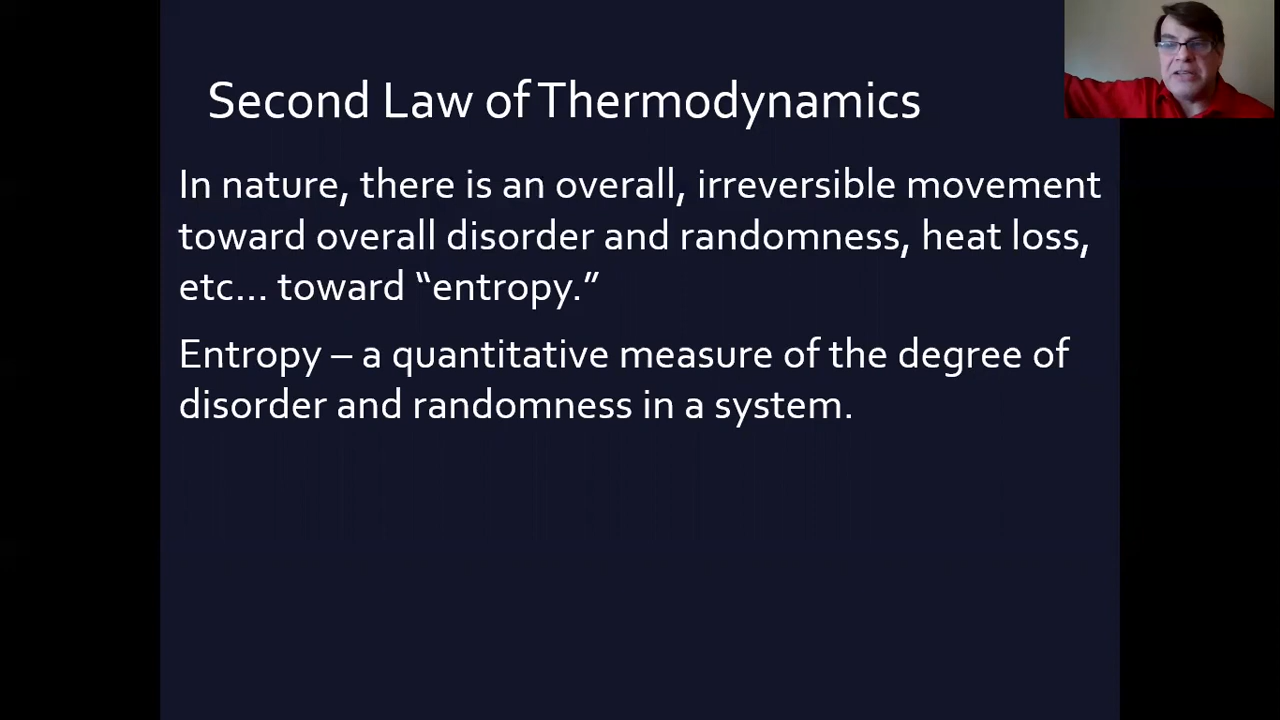 Second Law of Thermodynamics
In nature, there is an overall, irreversible movement
toward overall disorder and randomness, heat loss,
etc... toward “entropy.”
Entropy – a quantitative measure of the degree of
disorder and randomness in a system.